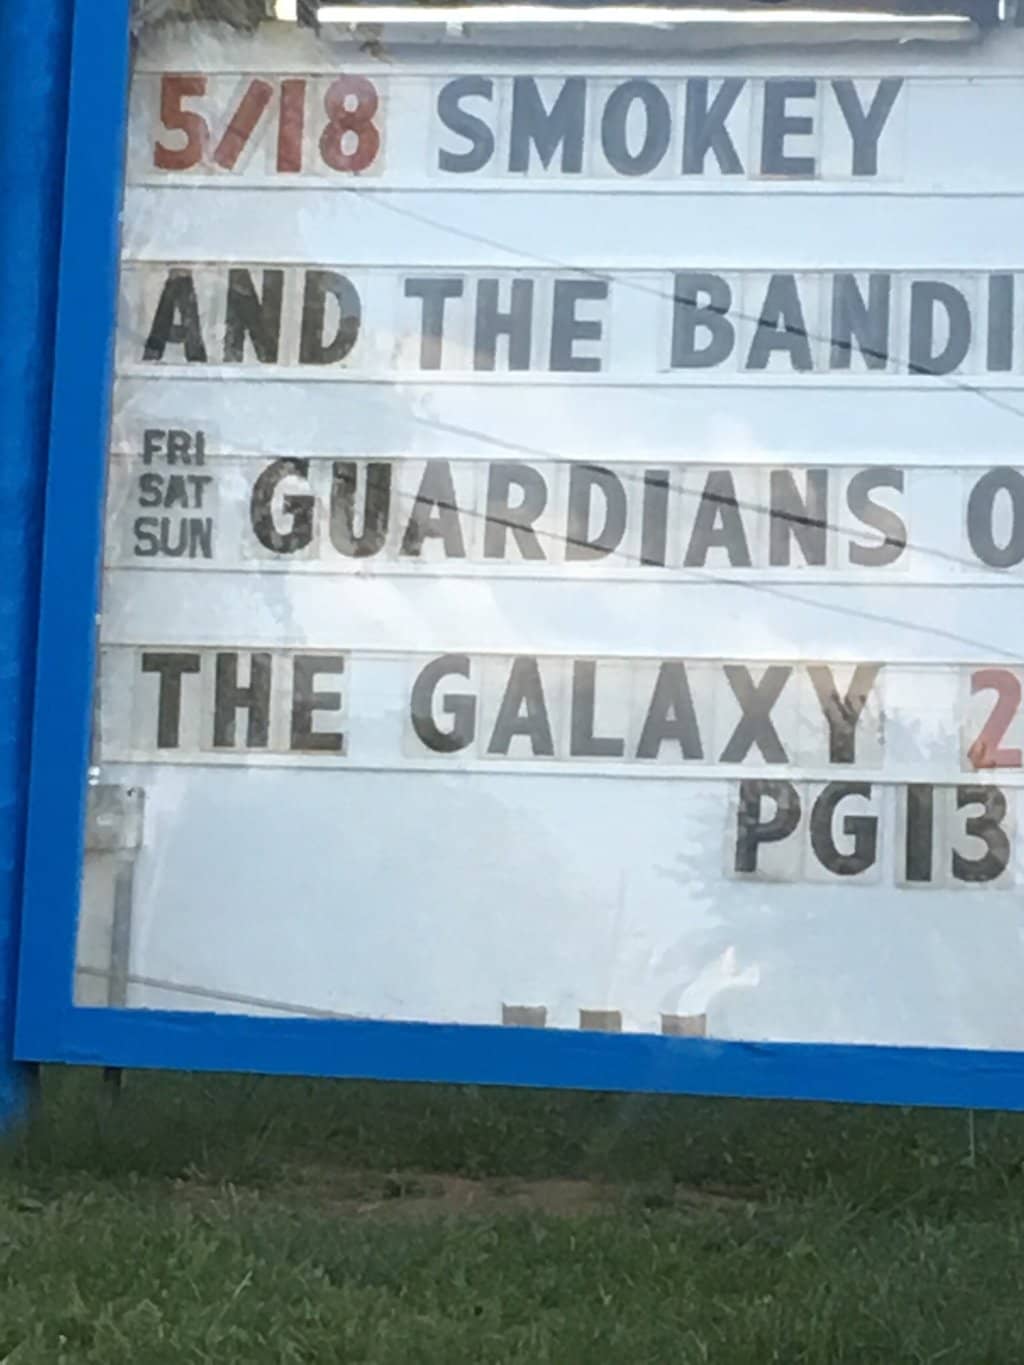 5/18 SMOKEY
AND THE BANDI
FRI
SAT
SUN
GUARDIANS O
THE GALAXY 2
PG13